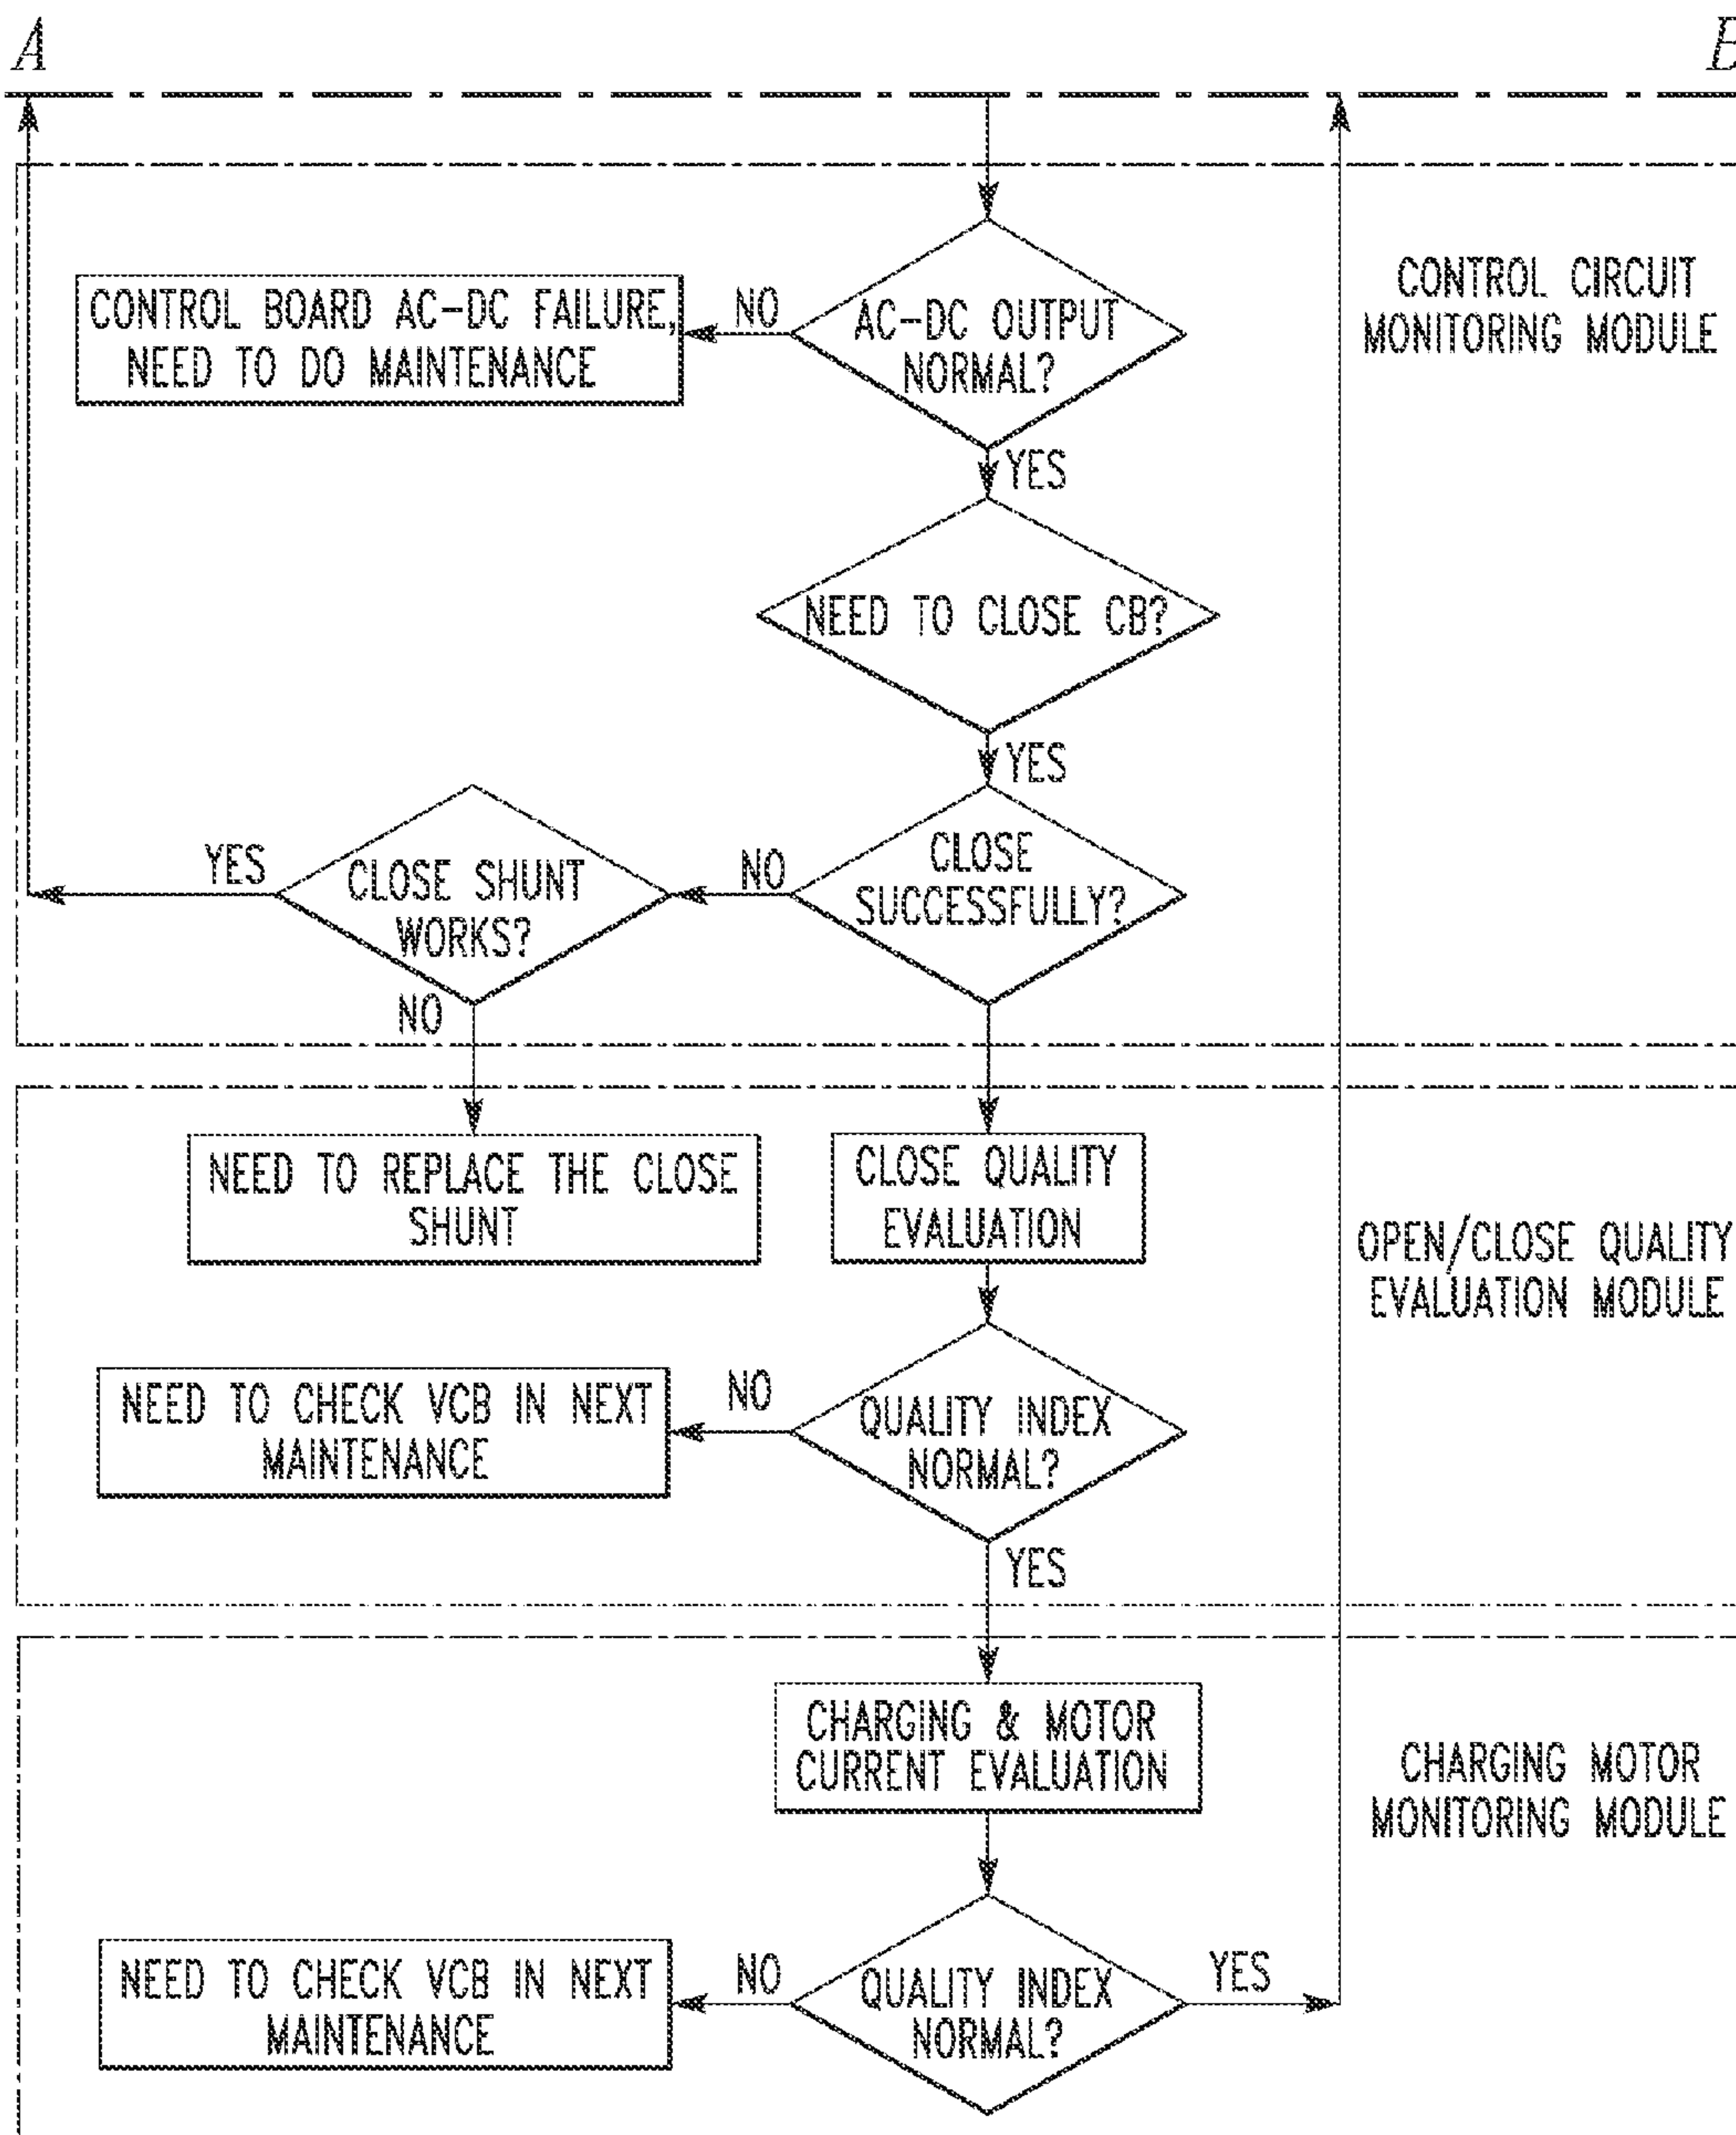 A
CONTROL CIRCUIT
MONITORING MODULE
AC-DC OUTPUT
NORMAL?
NO
CONTROL BOARD AC-DC FAILURE,
NEED TO DO MAINTENANCE
YES
NEED TO CLOSE CB?
YES
CLOSE
SUCCESSFULLY?
NO
CLOSE SHUNT
WORKS?
YES
NO
NEED TO REPLACE THE CLOSE
SHUNT
CLOSE QUALITY
EVALUATION
OPEN/CLOSE QUALITY
EVALUATION MODULE
QUALITY INDEX
NORMAL?
NO
NEED TO CHECK VCB IN NEXT
MAINTENANCE
YES
CHARGING & MOTOR
CURRENT EVALUATION
CHARGING MOTOR
MONITORING MODULE
QUALITY INDEX
NORMAL?
NO
NEED TO CHECK VCB IN NEXT
MAINTENANCE
YES